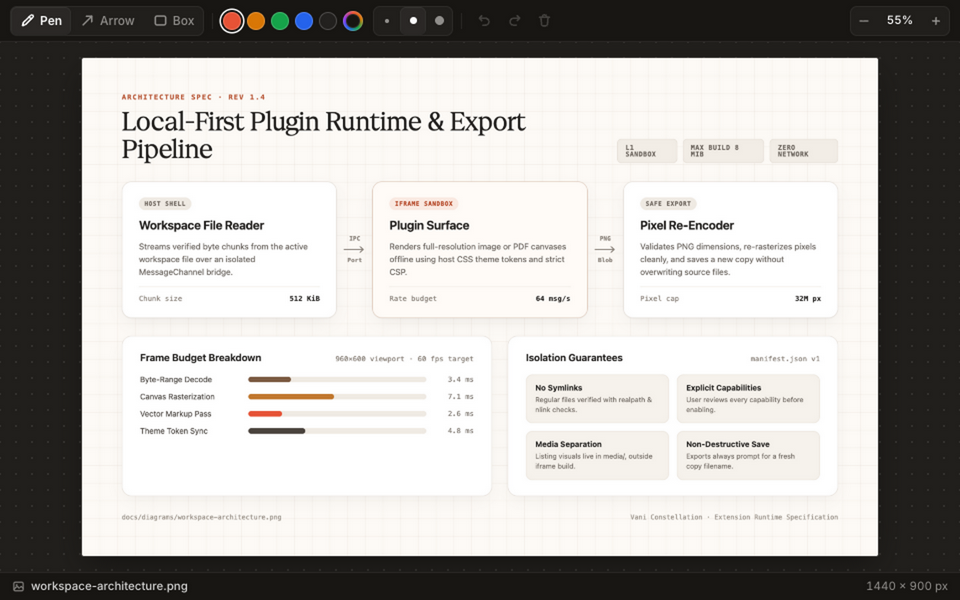 Pen Arrow Box 55%
ARCHITECTURE SPEC · REV 1.4
Local-First Plugin Runtime & Export
Pipeline
L1
SANDBOX
MAX BUILD 8
MIB
ZERO
NETWORK
HOST SHELL
Workspace File Reader
Streams verified byte chunks from the active
workspace file over an isolated
MessageChannel bridge.
Chunk size 512 KiB
IPC
Port
IFRAME SANDBOX
Plugin Surface
Renders full-resolution image or PDF canvases
offline using host CSS theme tokens and strict
CSP.
Rate budget 64 msg/s
PNG
Blob
SAFE EXPORT
Pixel Re-Encoder
Validates PNG dimensions, re-rasterizes pixels
cleanly, and saves a new copy without
overwriting source files.
Pixel cap 32M px
Frame Budget Breakdown 960×600 viewport · 60 fps target
Byte-Range Decode 3.4 ms
Canvas Rasterization 7.1 ms
Vector Markup Pass 2.6 ms
Theme Token Sync 4.8 ms
Isolation Guarantees manifest.json v1
No Symlinks
Regular files verified with realpath &
nlink checks.
Explicit Capabilities
User reviews every capability before
enabling.
Media Separation
Listing visuals live in media/, outside
iframe build.
Non-Destructive Save
Exports always prompt for a fresh
copy filename.
docs/diagrams/workspace-architecture.png Vani Constellation · Extension Runtime Specification
workspace-architecture.png 1440 × 900 px